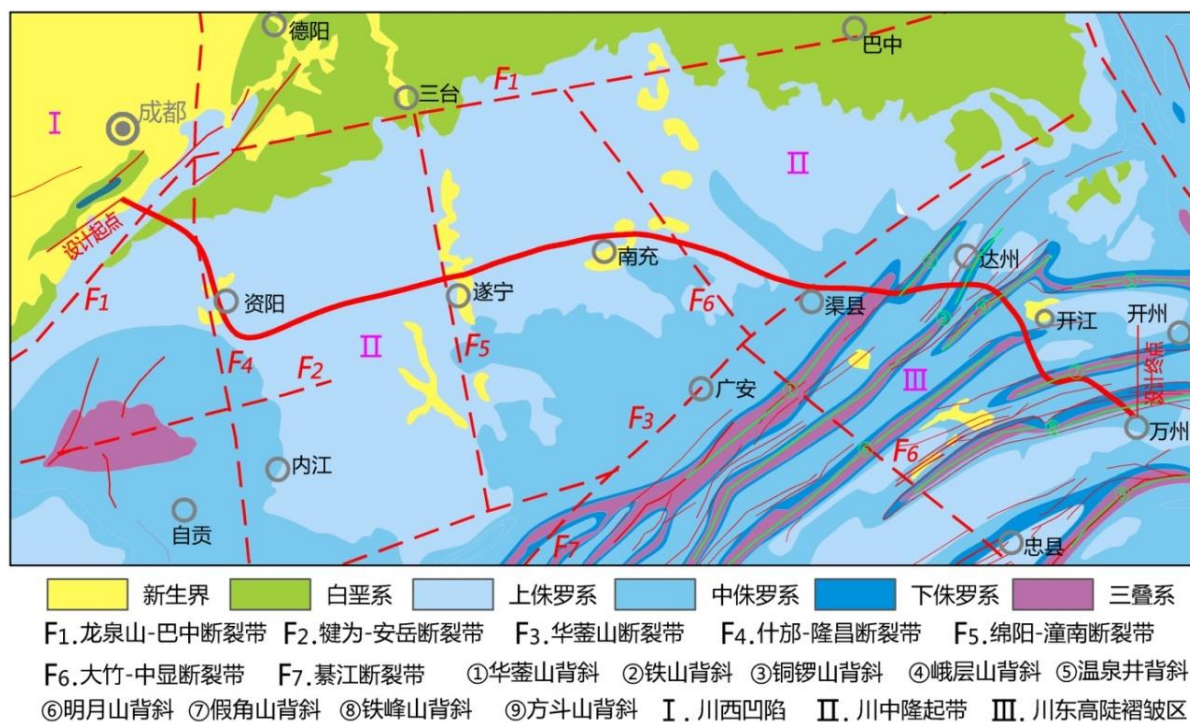 德阳
巴中
F1
三台
成都
I
II
设计起点
达州
南充
F1
资阳
遂宁
渠县
F6
开江
开州
F4
II
F5
F2
III
设计终点
广安
①
万州
F3
F6
内江
自贡
F7
忠县
新生界 白垩系 上侏罗系 中侏罗系 下侏罗系 三叠系
F1.龙泉山-巴中断裂带 F2.犍为-安岳断裂带 F3.华蓥山断裂带 F4.什邡-隆昌断裂带 F5.绵阳-潼南断裂带
F6.大竹-中显断裂带 F7.綦江断裂带 ①华蓥山背斜 ②铁山背斜 ③铜锣山背斜 ④峨层山背斜 ⑤温泉井背斜
⑥明月山背斜 ⑦假角山背斜 ⑧铁峰山背斜 ⑨方斗山背斜 I.川西凹陷 II.川中隆起带 III.川东高陡褶皱区